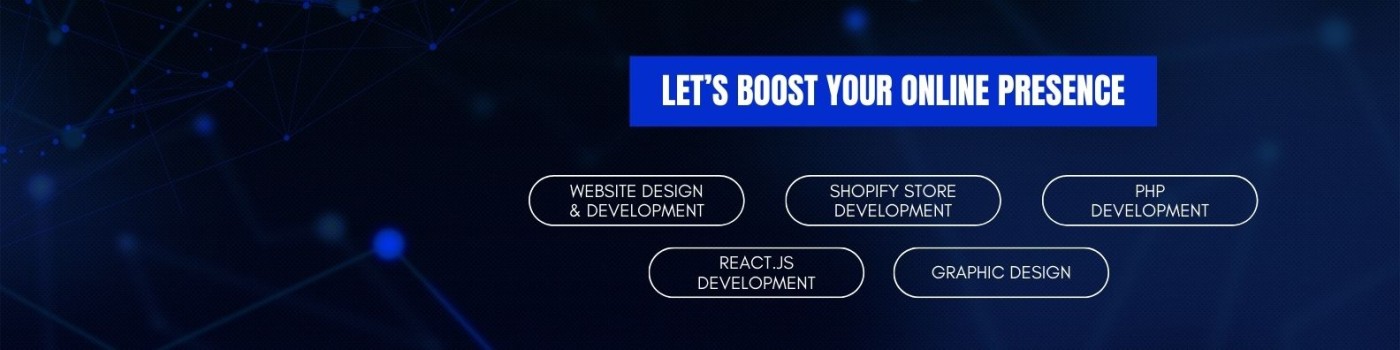 LET’S BOOST YOUR ONLINE PRESENCE
WEBSITE DESIGN
& DEVELOPMENT
SHOPIFY STORE
DEVELOPMENT
PHP
DEVELOPMENT
REACT.JS
DEVELOPMENT
GRAPHIC DESIGN